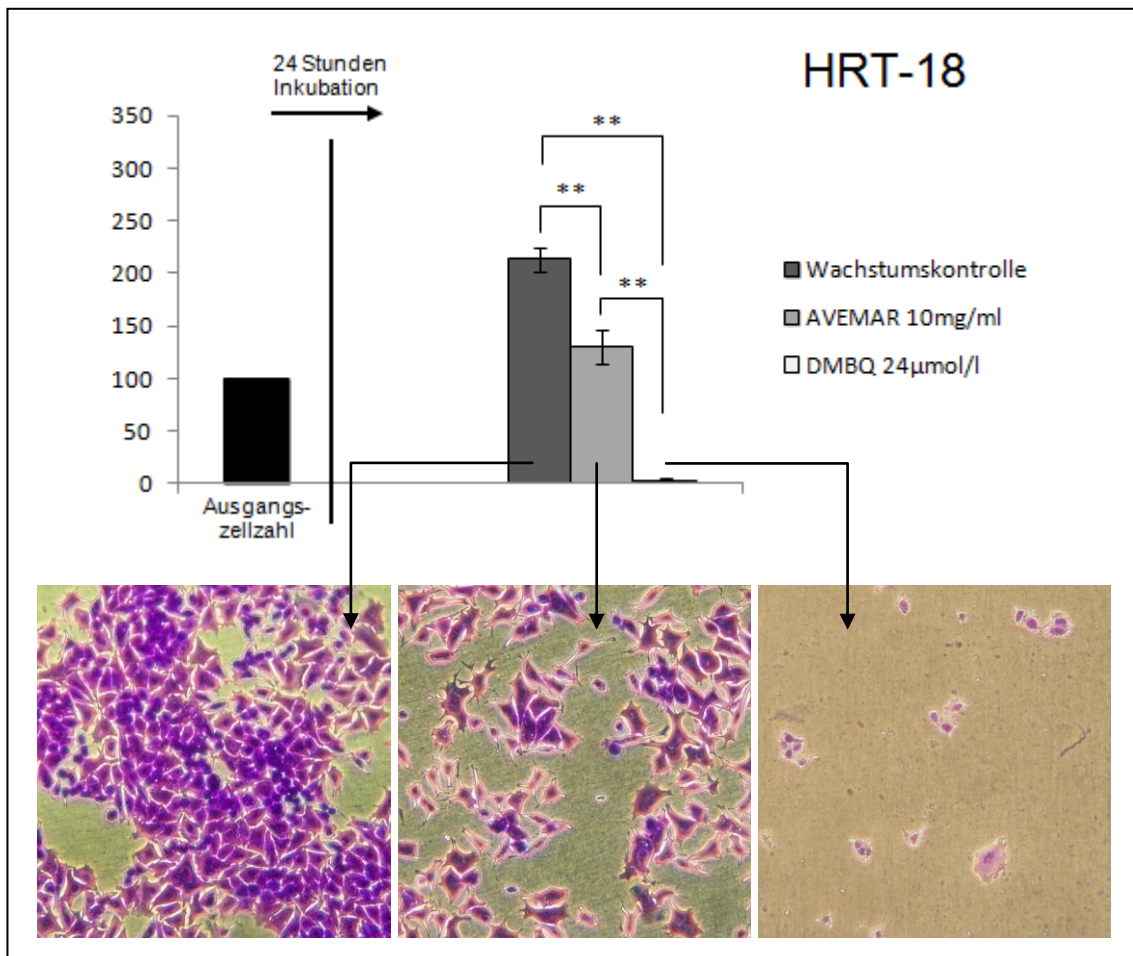 24 Stunden
Inkubation
HRT-18
350
300
250
200
150
100
50
0
**
**
**
Ausgangs-
zellzahl
Wachstumskontrolle
AVEMAR 10mg/ml
DMBQ 24µmol/l